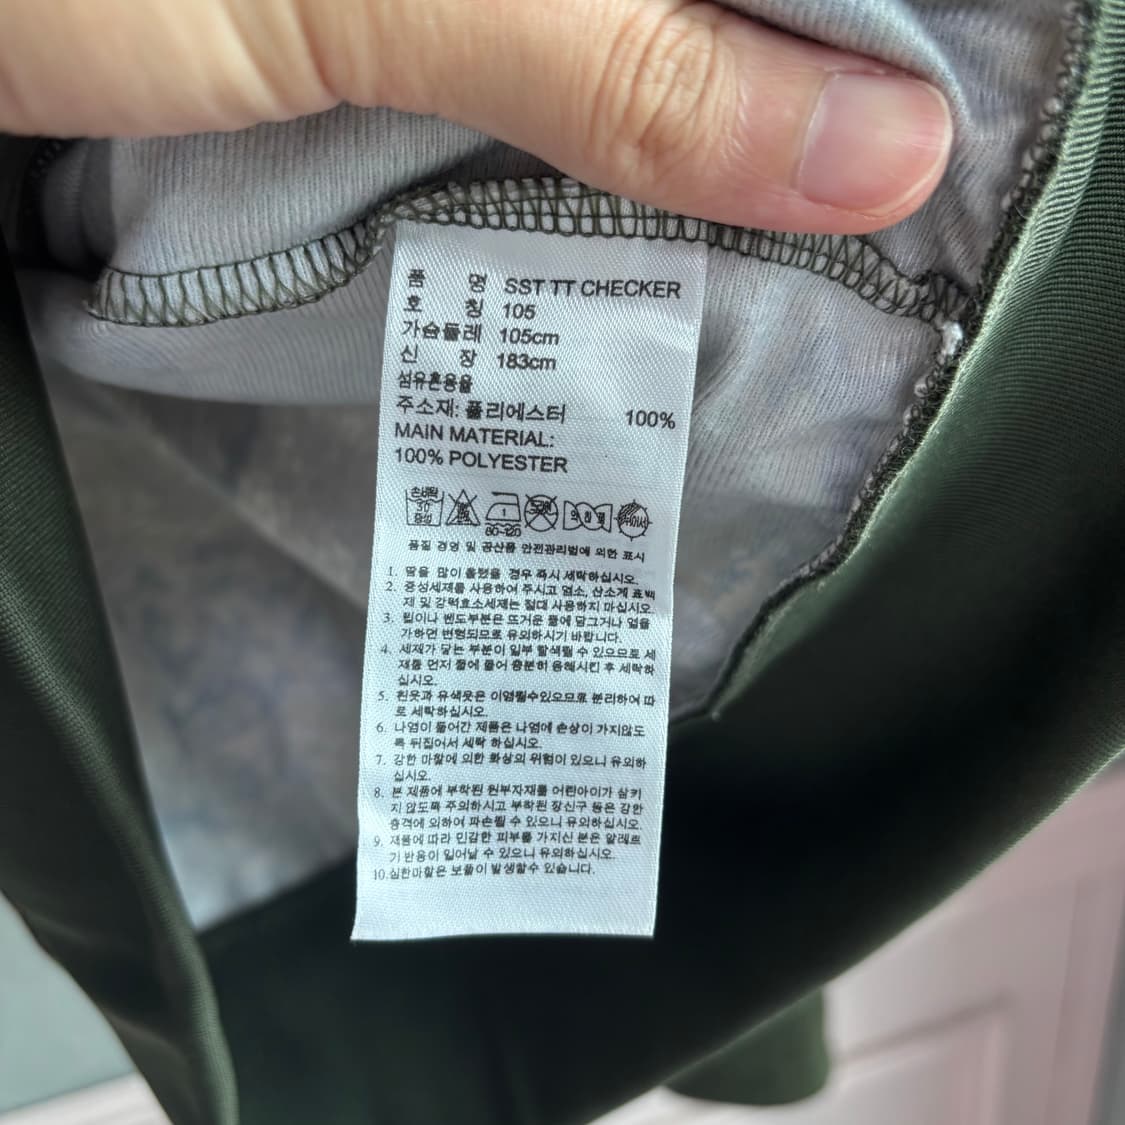 품 명 SST TT CHECKER
호 칭 105
가슴둘레 105cm
신 장 183cm
섬유혼용율
주소재: 폴리에스터 100%
MAIN MATERIAL:
100% POLYESTER
손세탁 30 중성
1 60~120
품질 경영 및 공산품 안전관리법에 의한 표시
1. 땀을 많이 흘렸을 경우 즉시 세탁하십시오.
2. 중성세제를 사용하여 주시고 염소, 산소계 표백
제 및 강력효소세제는 절대 사용하지 마십시오.
3. 립이나 밴드부분은 뜨거운 물에 담그거나 열을
가하면 변형되므로 유의하시기 바랍니다.
4. 세제가 닿는 부분이 일부 탈색될 수 있으므로 세
제를 먼저 물에 풀어 충분히 용해시킨 후 세탁하
십시오.
5. 흰옷과 유색옷은 이염될수있으므로 분리하여 따
로 세탁하십시오.
6. 나염이 들어간 제품은 나염에 손상이 가지않도
록 뒤집어서 세탁 하십시오.
7. 강한 마찰에 의한 화상의 위험이 있으니 유의하
십시오.
8. 본 제품에 부착된 원부자재를 어린아이가 삼키
지 않도록 주의하시고 부착된 장신구 등은 강한
충격에 의하여 파손될 수 있으니 유의하십시오.
9. 제품에 따라 민감한 피부를 가지신 분은 알레르
기 반응이 일어날 수 있으니 유의하십시오.
10.심한마찰은 보풀이 발생할수 있습니다.